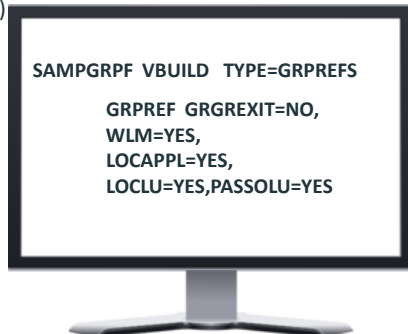 )
SAMPGRPF VBUILD TYPE=GRPREFS
GRPREF GRGREXIT=NO,
WLM=YES,
LOCAPPL=YES,
LOCLU=YES,PASSOLU=YES